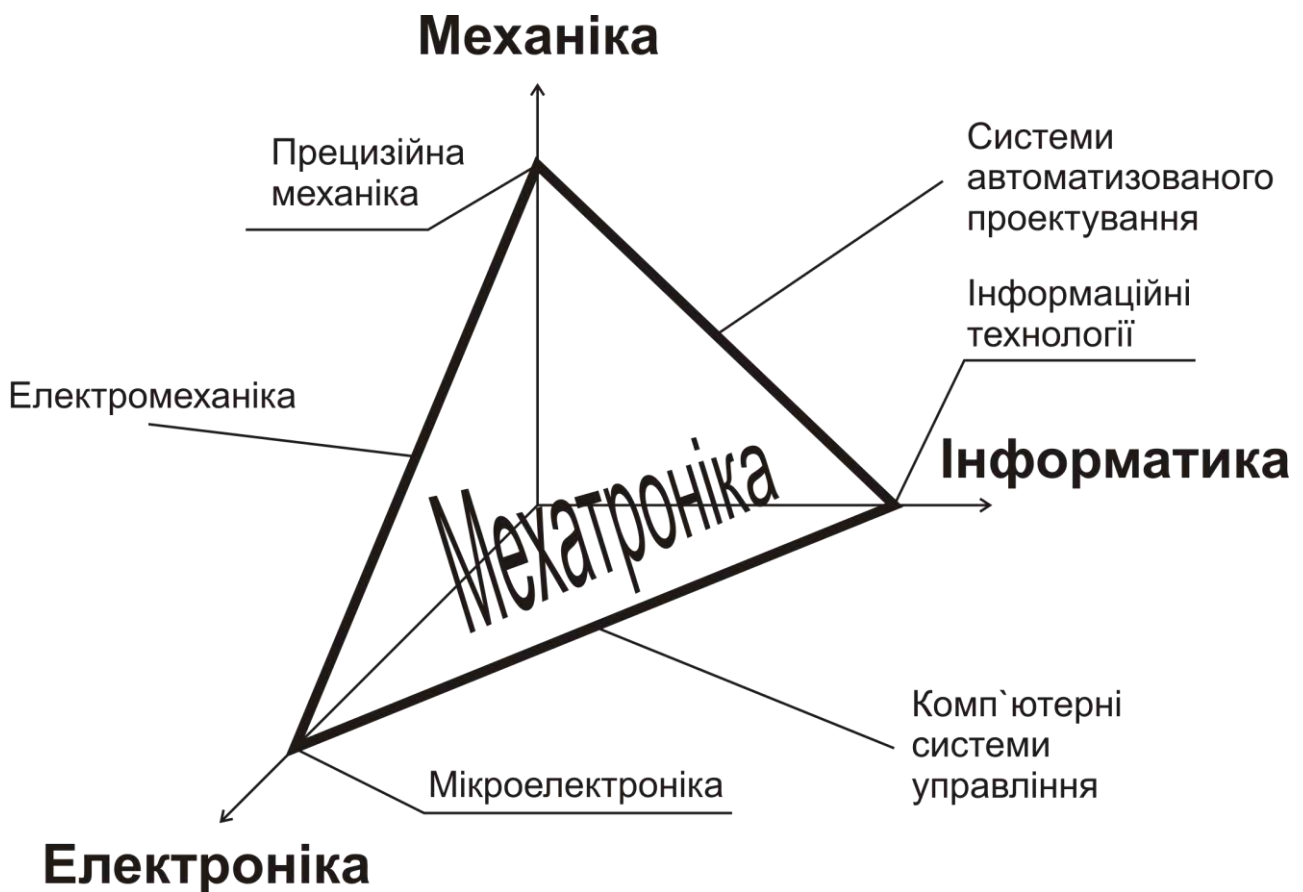 Механіка
Прецизійна
механіка
Системи
автоматизованого
проектування
Інформаційні
технології
Електромеханіка
Інформатика
Мехатроніка
Комп`ютерні
системи
управління
Мікроелектроніка
Електроніка